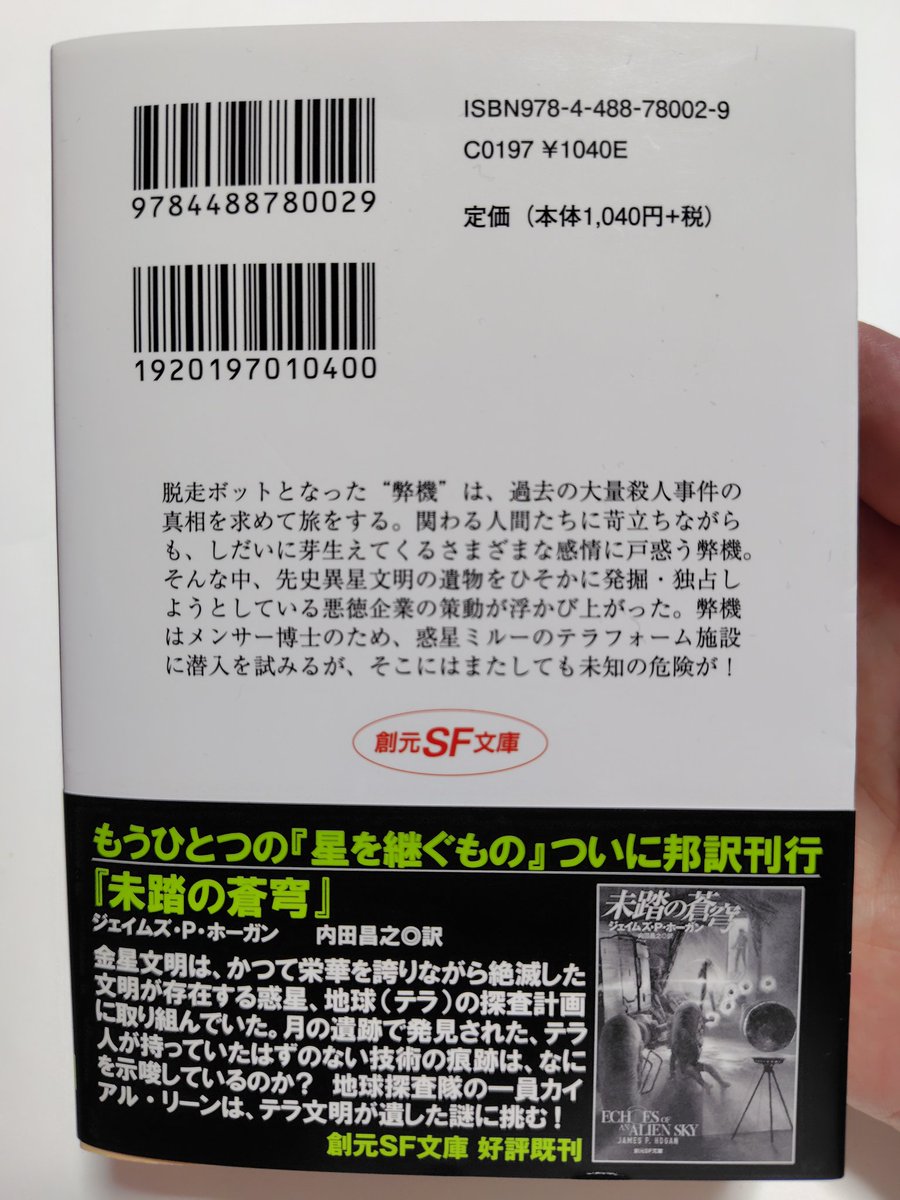 ISBN978-4-488-78002-9
C0197 ¥1040E
定価（本体1,040円+税）
9784488780029
1920197010400
脱走ボットとなった“弊機”は、過去の大量殺人事件の
真相を求めて旅をする。関わる人間たちに苛立ちながら
も、しだいに芽生えてくるさまざまな感情に戸惑う弊機。
そんな中、先史異星文明の遺物をひそかに発掘・独占し
ようとしている悪徳企業の策動が浮かび上がった。弊機
はメンサー博士のため、惑星ミルーのテラフォーム施設
に潜入を試みるが、そこにはまたしても未知の危険が！
創元SF文庫
もうひとつの『星を継ぐもの』ついに邦訳刊行
『未踏の蒼穹』
ジェイムズ・P・ホーガン 内田昌之◎訳
金星文明は、かつて栄華を誇りながら絶滅した
文明が存在する惑星、地球（テラ）の探査計画
に取り組んでいた。月の遺跡で発見された、テラ
人が持っていたはずのない技術の痕跡は、なに
を示唆しているのか？ 地球探査隊の一員カイ
アル・リーンは、テラ文明が遺した謎に挑む！
創元SF文庫 好評既刊
未踏の蒼穹
ジェイムズ・P・ホーガン
内田昌之訳
ECHOES OF
AN ALIEN SKY
JAMES P. HOGAN
創元SF文庫